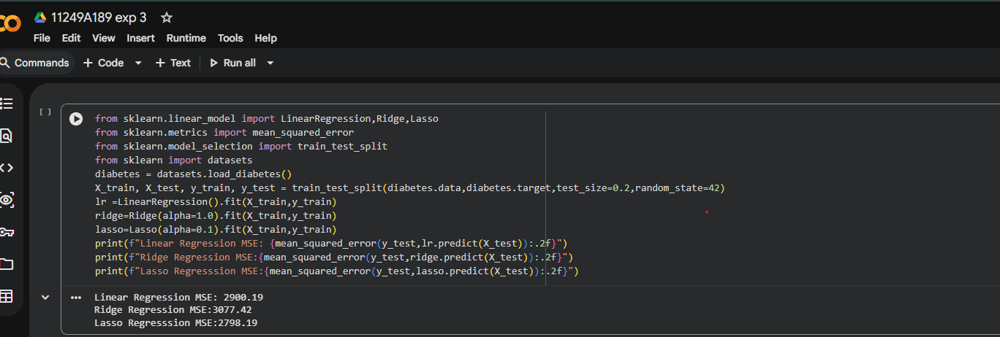 11249A189 exp 3
File Edit View Insert Runtime Tools Help
Commands + Code + Text Run all
[ ]
from sklearn.linear_model import LinearRegression,Ridge,Lasso
from sklearn.metrics import mean_squared_error
from sklearn.model_selection import train_test_split
from sklearn import datasets
diabetes = datasets.load_diabetes()
X_train, X_test, y_train, y_test = train_test_split(diabetes.data,diabetes.target,test_size=0.2,random_state=42)
lr =LinearRegression().fit(X_train,y_train)
ridge=Ridge(alpha=1.0).fit(X_train,y_train)
lasso=Lasso(alpha=0.1).fit(X_train,y_train)
print(f"Linear Regression MSE: {mean_squared_error(y_test,lr.predict(X_test)):.2f}")
print(f"Ridge Regression MSE:{mean_squared_error(y_test,ridge.predict(X_test)):.2f}")
print(f"Lasso Regresssion MSE:{mean_squared_error(y_test,lasso.predict(X_test)):.2f}")
Linear Regression MSE: 2900.19
Ridge Regression MSE:3077.42
Lasso Regresssion MSE:2798.19